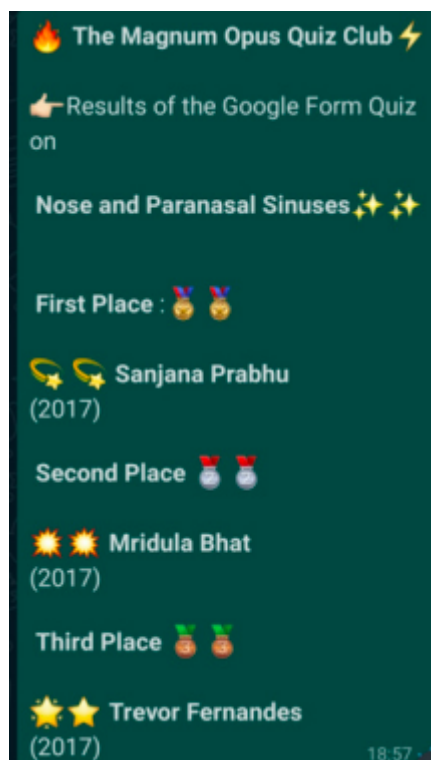 🔥 The Magnum Opus Quiz Club⚡
👉🏻Results of the Google Form Quiz
on
Nose and Paranasal Sinuses✨ ✨
First Place :🥇 🥇
💫 💫 Sanjana Prabhu
(2017)
Second Place 🥈 🥈
💥 💥 Mridula Bhat
(2017)
Third Place 🥉 🥉
🌟⭐ Trevor Fernandes
(2017)
18:57